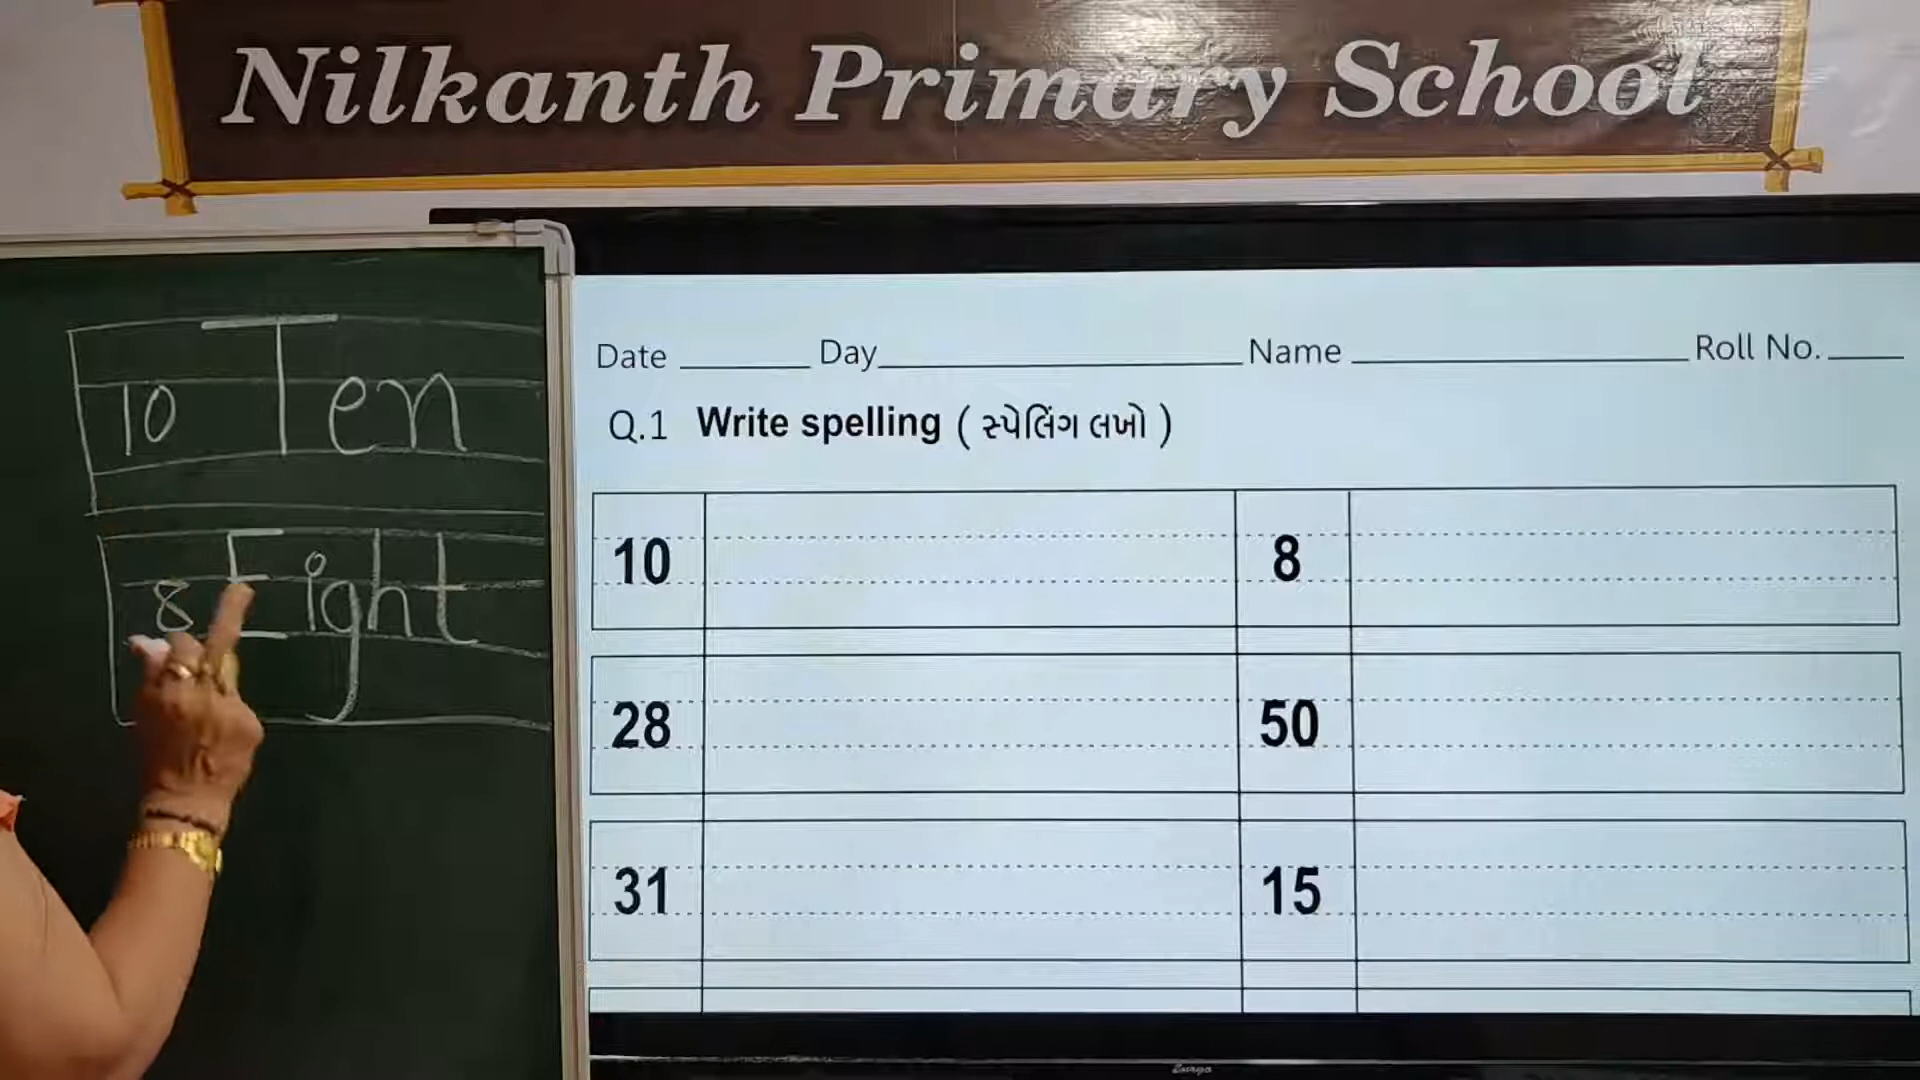 Nilkanth Primary School
10 Ten
8 Eight
Date Day Name Roll No.
Q.1 Write spelling ( સ્પેલિંગ લખો )
10 8
28 50
31 15